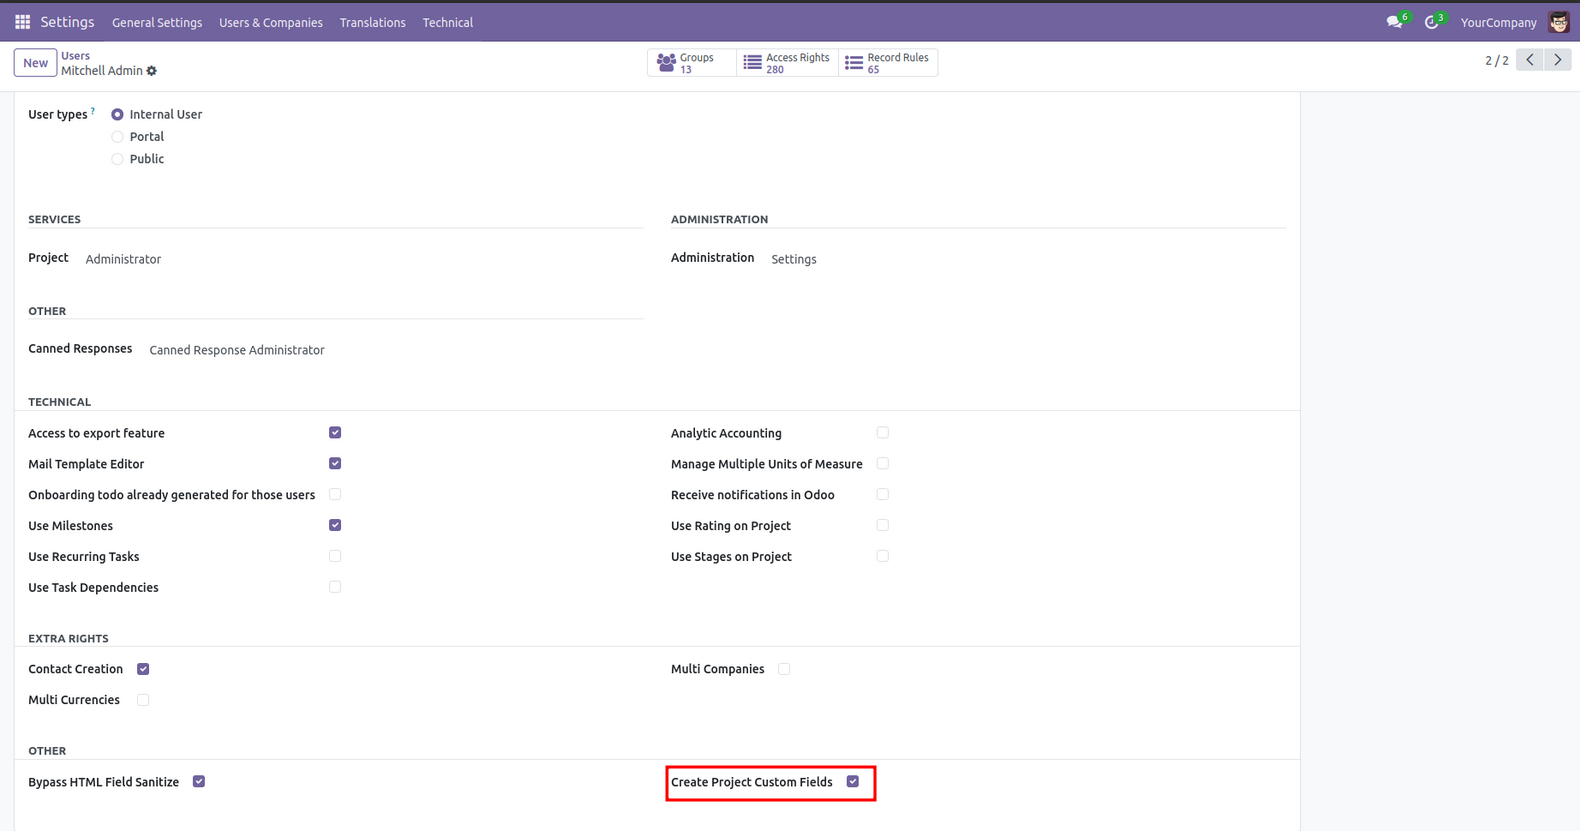 Settings General Settings Users & Companies Translations Technical 6 3 YourCompany
New Users Mitchell Admin
Groups 13 Access Rights 280 Record Rules 65
2 / 2
User types ? Internal User
Portal
Public
SERVICES ADMINISTRATION
Project Administrator Administration Settings
OTHER
Canned Responses Canned Response Administrator
TECHNICAL
Access to export feature Analytic Accounting
Mail Template Editor Manage Multiple Units of Measure
Onboarding todo already generated for those users Receive notifications in Odoo
Use Milestones Use Rating on Project
Use Recurring Tasks Use Stages on Project
Use Task Dependencies
EXTRA RIGHTS
Contact Creation Multi Companies
Multi Currencies
OTHER
Bypass HTML Field Sanitize Create Project Custom Fields